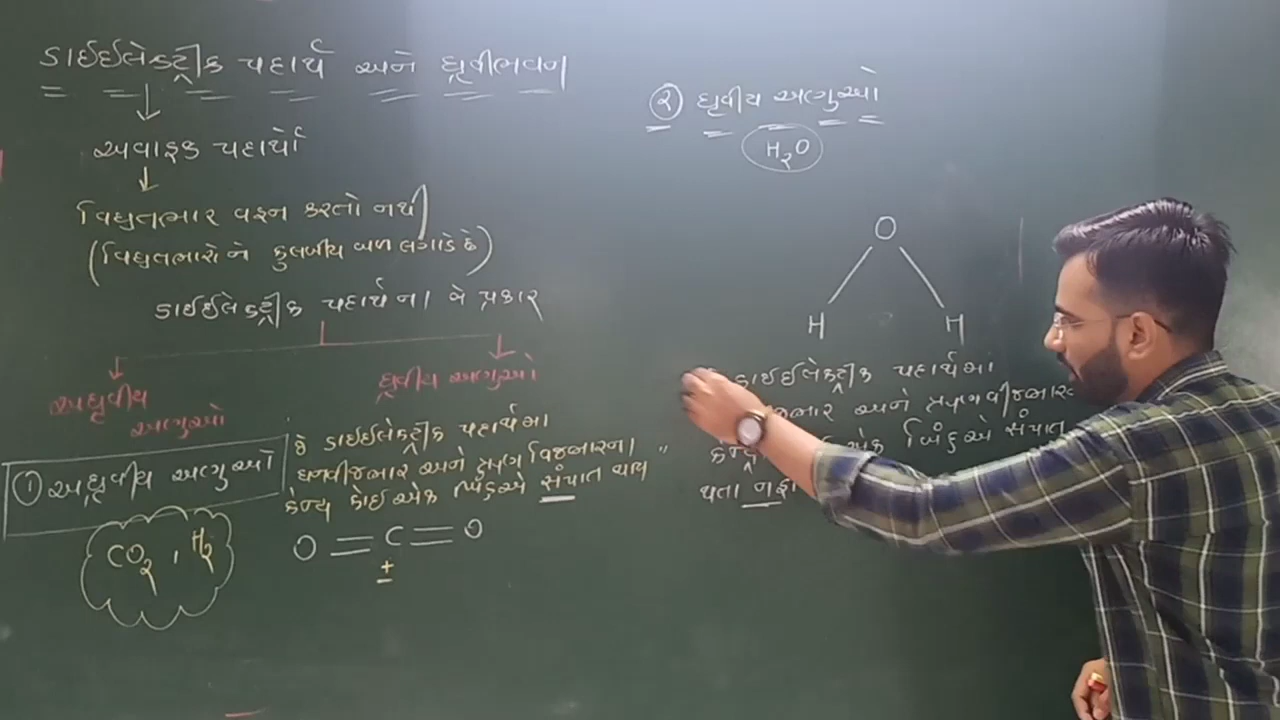 ડાઈઈલેક્ટ્રીક પદાર્થ અને ધ્રુવીભવન
અવાહક પદાર્થો
વિદ્યુતભાર વહન કરતો નથી
(વિદ્યુતભારોને કુલંબીય બળ લગાડે છે)
ડાઈઈલેક્ટ્રીક પદાર્થના બે પ્રકાર
અધ્રુવીય
અણુઓ
ધ્રુવીય અણુઓ
① અધ્રુવીય અણુઓ
CO2 , H2
જે ડાઈઈલેક્ટ્રીક પદાર્થમા
ધનવીજભાર અને ઋણ વિજભારના
કેન્દ્ર કોઈ એક બિંદુએ સંપાત થાય "
O = C = O
±
② ધ્રુવીય અણુઓ
H2O
O
H H
ડાઈઈલેક્ટ્રીક પદાર્થમાં
અને ઋણવીજભાર
કેન્દ્ર એક બિંદુએ સંપાત
થતા નહી